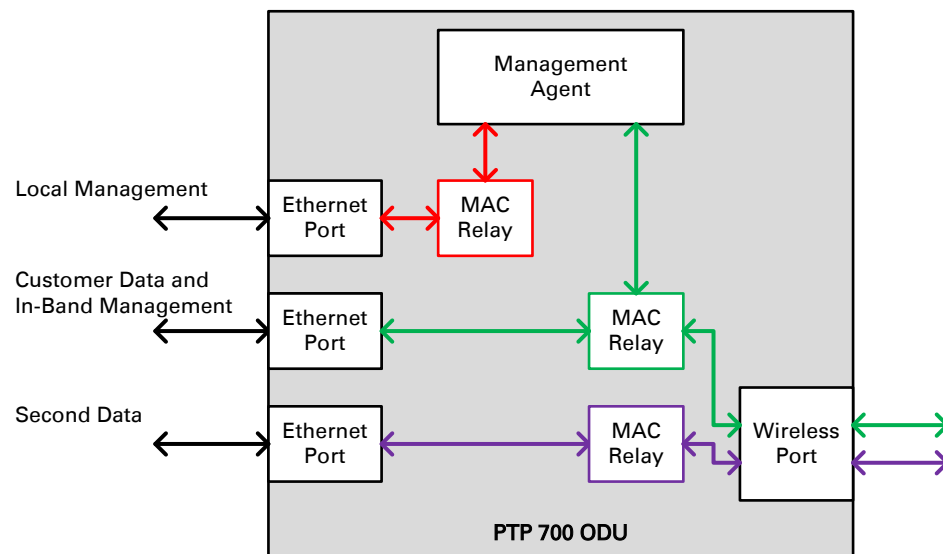 Management
Agent
Local Management
Ethernet
Port
MAC
Relay
Customer Data and
In-Band Management
Ethernet
Port
MAC
Relay
Second Data
Ethernet
Port
MAC
Relay
Wireless
Port
PTP 700 ODU